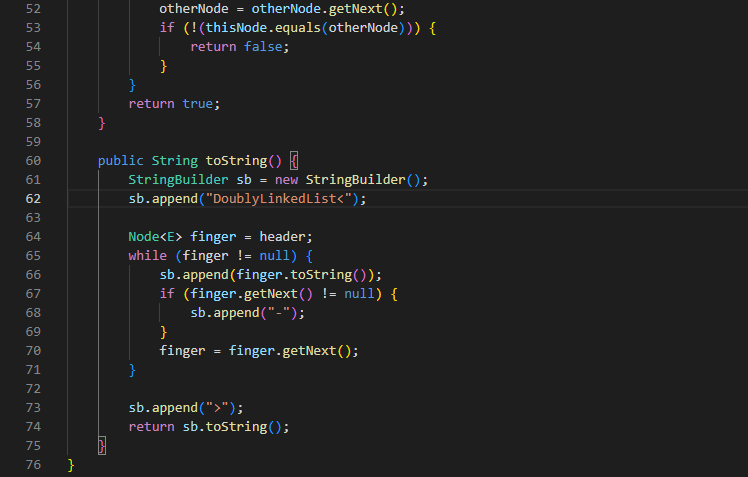 52 otherNode = otherNode.getNext();
53 if (!(thisNode.equals(otherNode))) {
54 return false;
55 }
56 }
57 return true;
58 }
59
60 public String toString() {
61 StringBuilder sb = new StringBuilder();
62 sb.append("DoublyLinkedList<");
63
64 Node<E> finger = header;
65 while (finger != null) {
66 sb.append(finger.toString());
67 if (finger.getNext() != null) {
68 sb.append("-");
69 }
70 finger = finger.getNext();
71 }
72
73 sb.append(">");
74 return sb.toString();
75 }
76 }